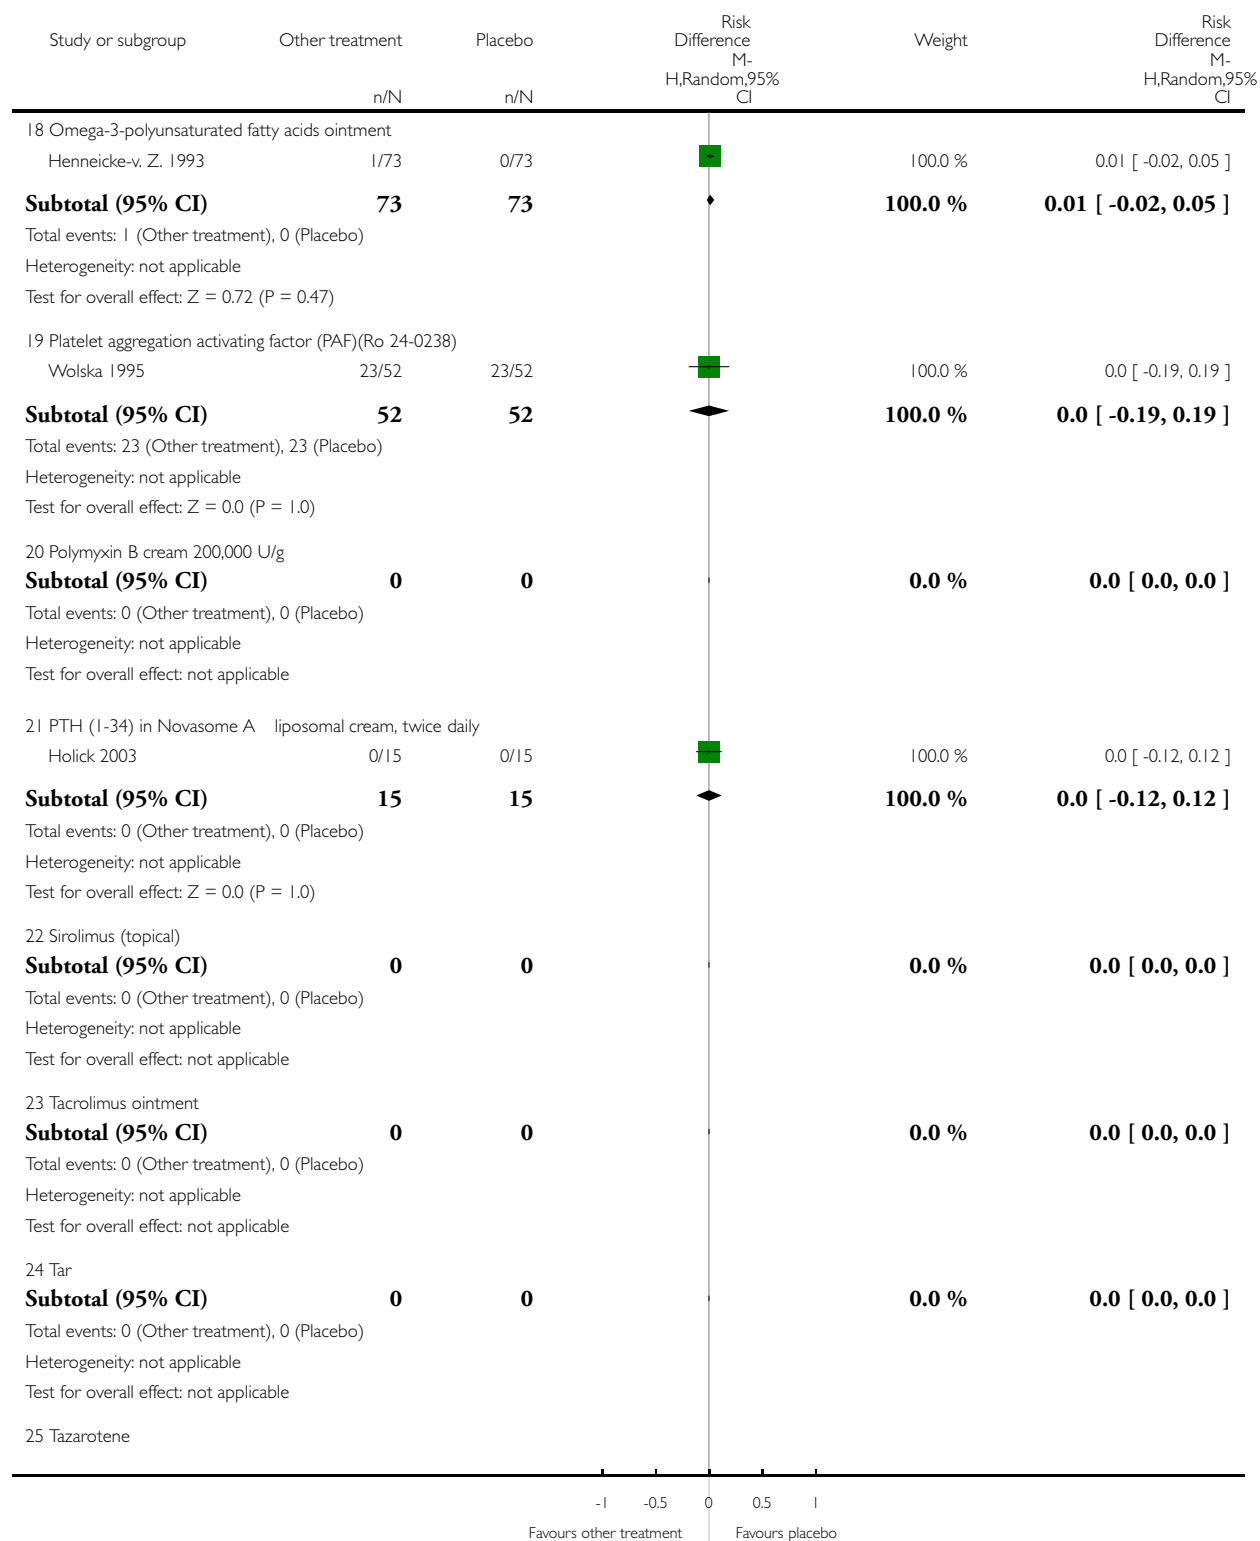 Study or subgroup Other treatment Placebo Risk Difference Weight Risk Difference
M-H,Random,95% CI M-H,Random,95% CI
n/N n/N
18 Omega-3-polyunsaturated fatty acids ointment
Henneicke-v. Z. 1993 1/73 0/73 100.0 % 0.01 [ -0.02, 0.05 ]
Subtotal (95% CI) 73 73 100.0 % 0.01 [ -0.02, 0.05 ]
Total events: 1 (Other treatment), 0 (Placebo)
Heterogeneity: not applicable
Test for overall effect: Z = 0.72 (P = 0.47)
19 Platelet aggregation activating factor (PAF)(Ro 24-0238)
Wolska 1995 23/52 23/52 100.0 % 0.0 [ -0.19, 0.19 ]
Subtotal (95% CI) 52 52 100.0 % 0.0 [ -0.19, 0.19 ]
Total events: 23 (Other treatment), 23 (Placebo)
Heterogeneity: not applicable
Test for overall effect: Z = 0.0 (P = 1.0)
20 Polymyxin B cream 200,000 U/g
Subtotal (95% CI) 0 0 0.0 % 0.0 [ 0.0, 0.0 ]
Total events: 0 (Other treatment), 0 (Placebo)
Heterogeneity: not applicable
Test for overall effect: not applicable
21 PTH (1-34) in Novasome A liposomal cream, twice daily
Holick 2003 0/15 0/15 100.0 % 0.0 [ -0.12, 0.12 ]
Subtotal (95% CI) 15 15 100.0 % 0.0 [ -0.12, 0.12 ]
Total events: 0 (Other treatment), 0 (Placebo)
Heterogeneity: not applicable
Test for overall effect: Z = 0.0 (P = 1.0)
22 Sirolimus (topical)
Subtotal (95% CI) 0 0 0.0 % 0.0 [ 0.0, 0.0 ]
Total events: 0 (Other treatment), 0 (Placebo)
Heterogeneity: not applicable
Test for overall effect: not applicable
23 Tacrolimus ointment
Subtotal (95% CI) 0 0 0.0 % 0.0 [ 0.0, 0.0 ]
Total events: 0 (Other treatment), 0 (Placebo)
Heterogeneity: not applicable
Test for overall effect: not applicable
24 Tar
Subtotal (95% CI) 0 0 0.0 % 0.0 [ 0.0, 0.0 ]
Total events: 0 (Other treatment), 0 (Placebo)
Heterogeneity: not applicable
Test for overall effect: not applicable
25 Tazarotene
-1 -0.5 0 0.5 1
Favours other treatment Favours placebo